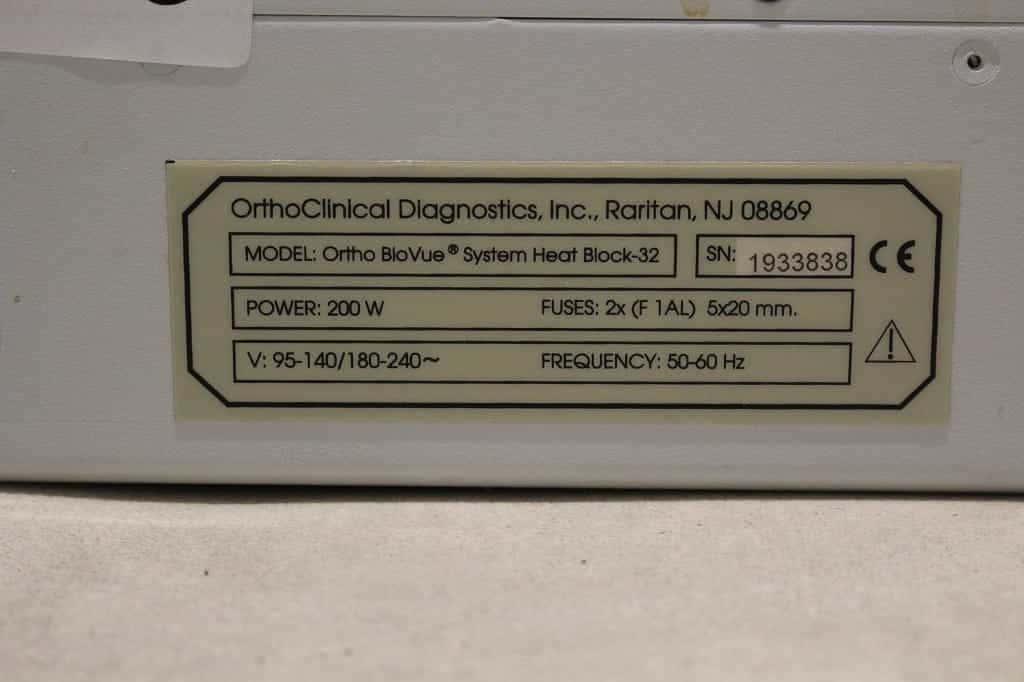 OrthoClinical Diagnostics, Inc., Raritan, NJ 08869
MODEL: Ortho BioVue® System Heat Block-32 SN: 1933838 CE
POWER: 200 W FUSES: 2x (F 1AL) 5x20 mm.
V: 95-140/180-240~ FREQUENCY: 50-60 Hz